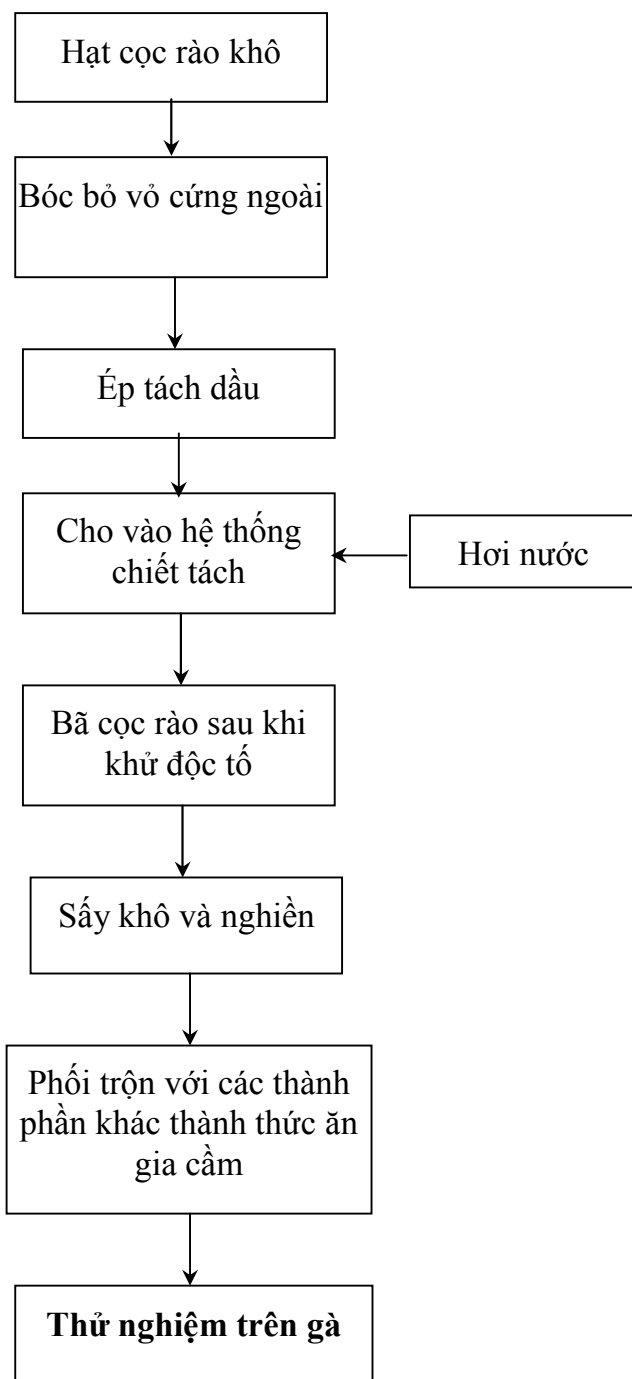 Hạt cọc rào khô
Bóc bỏ vỏ cứng ngoài
Ép tách dầu
Cho vào hệ thống
chiết tách
Hơi nước
Bã cọc rào sau khi
khử độc tố
Sấy khô và nghiền
Phối trộn với các thành
phần khác thành thức ăn
gia cầm
Thử nghiệm trên gà